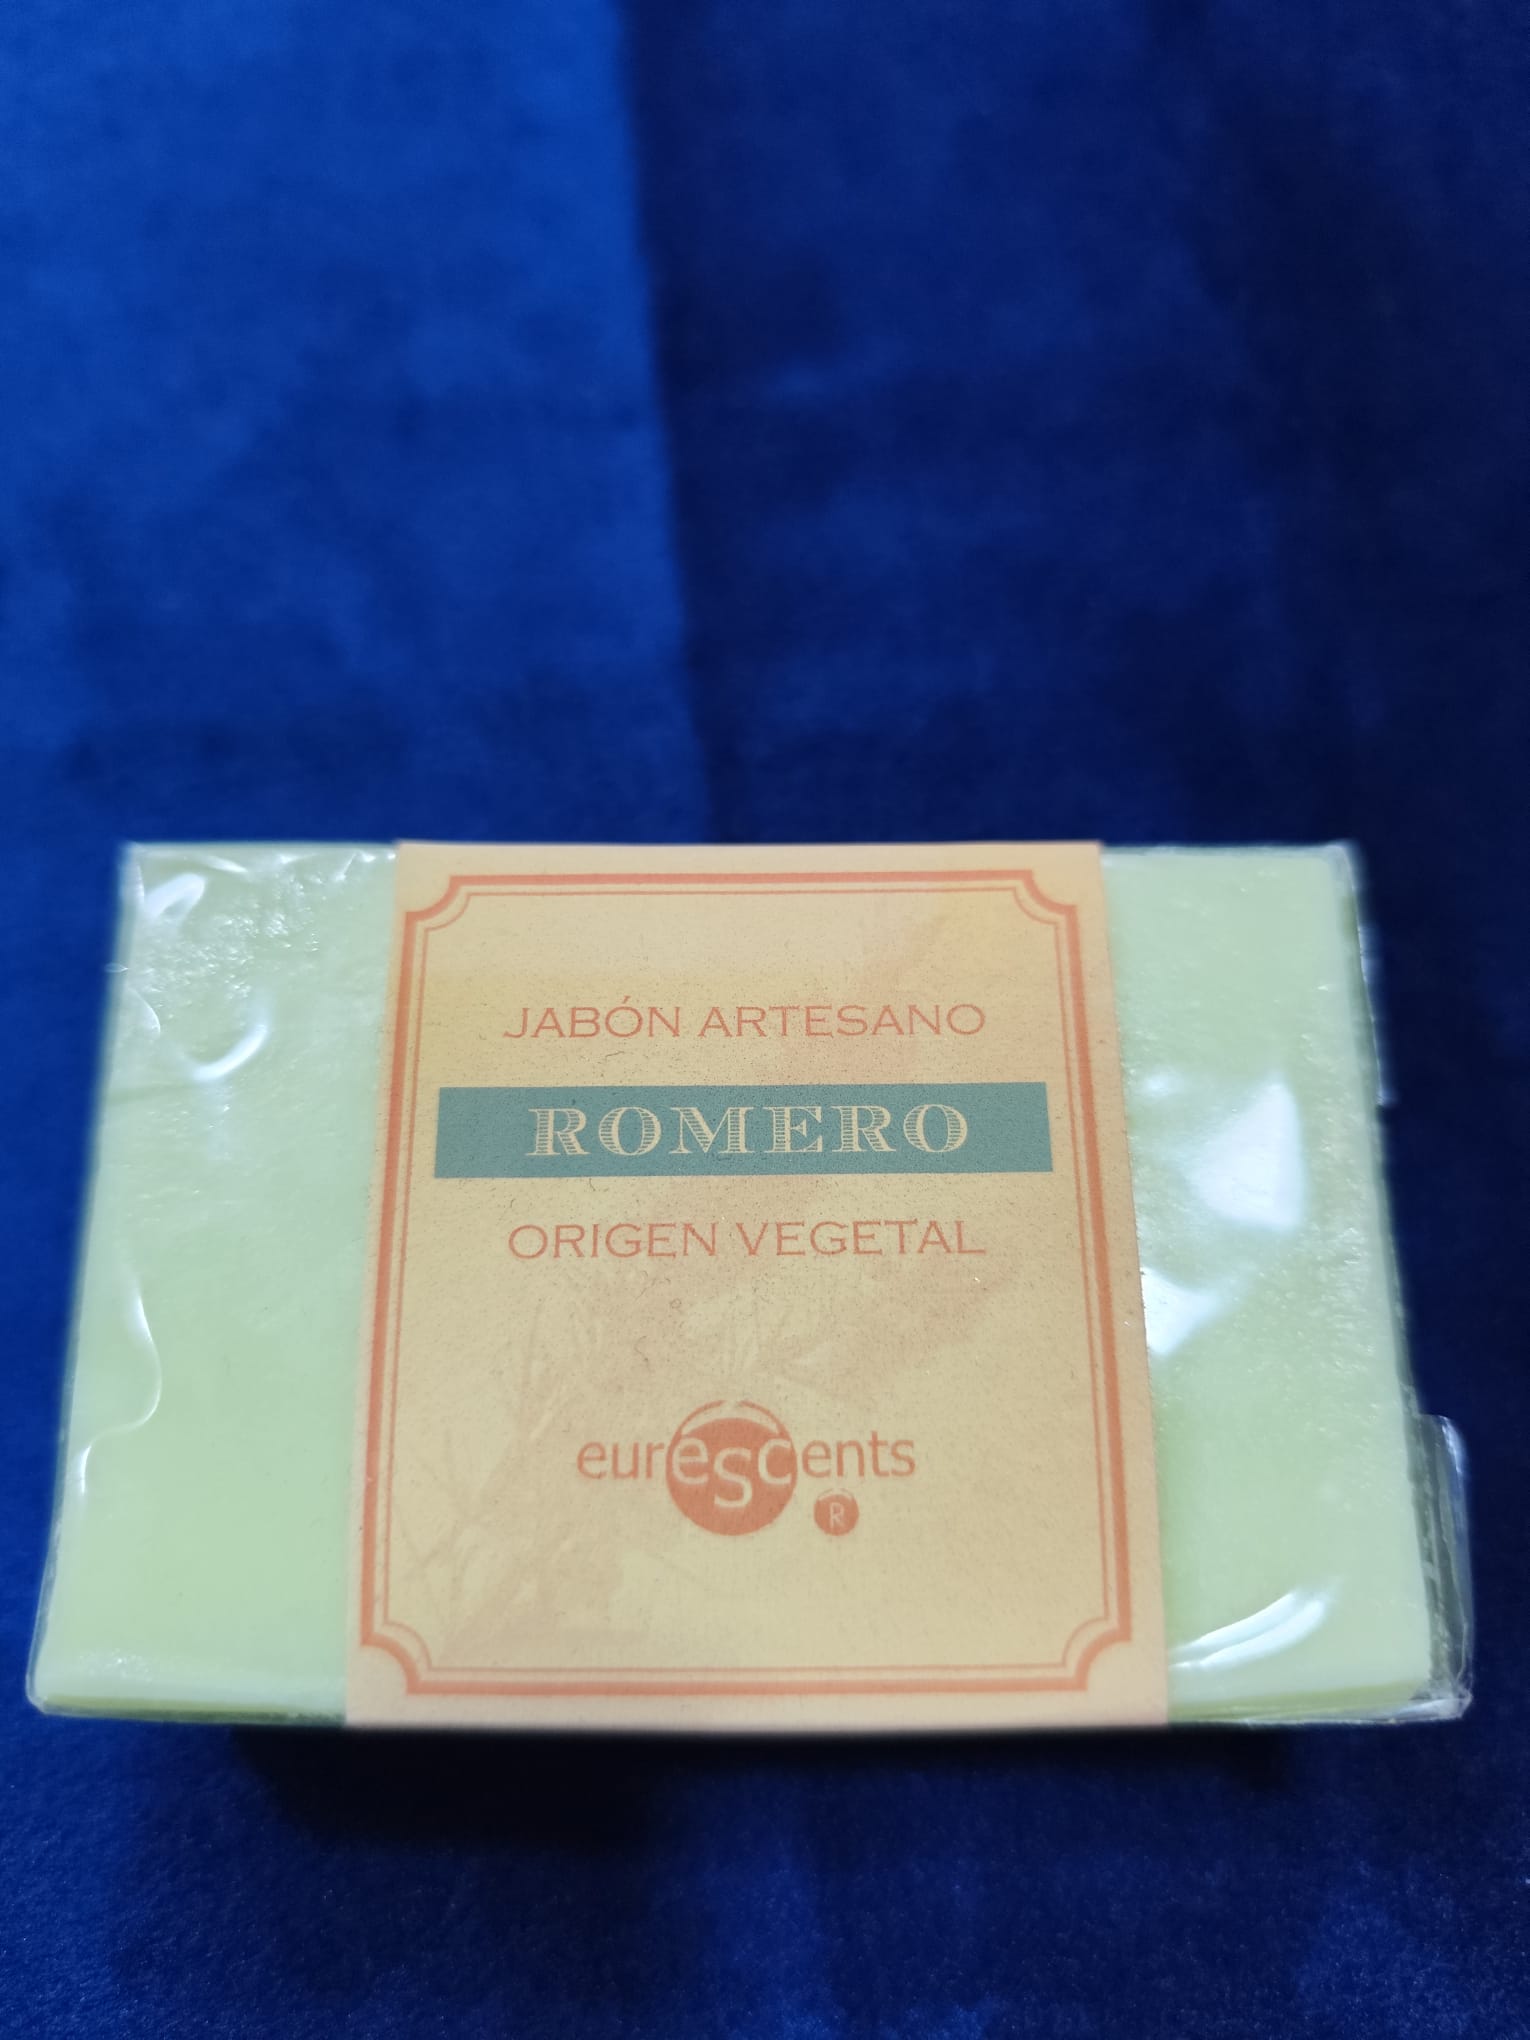 JABÓN ARTESANO
ROMERO
ORIGEN VEGETAL
eurescents
R